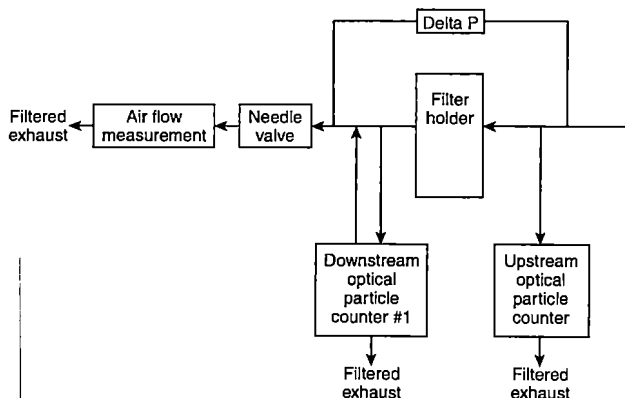 Delta P
Filter
holder
Filtered
exhaust
Air flow
measurement
Needle
valve
Downstream
optical
particle
counter #1
Upstream
optical
particle
counter
Filtered
exhaust
Filtered
exhaust